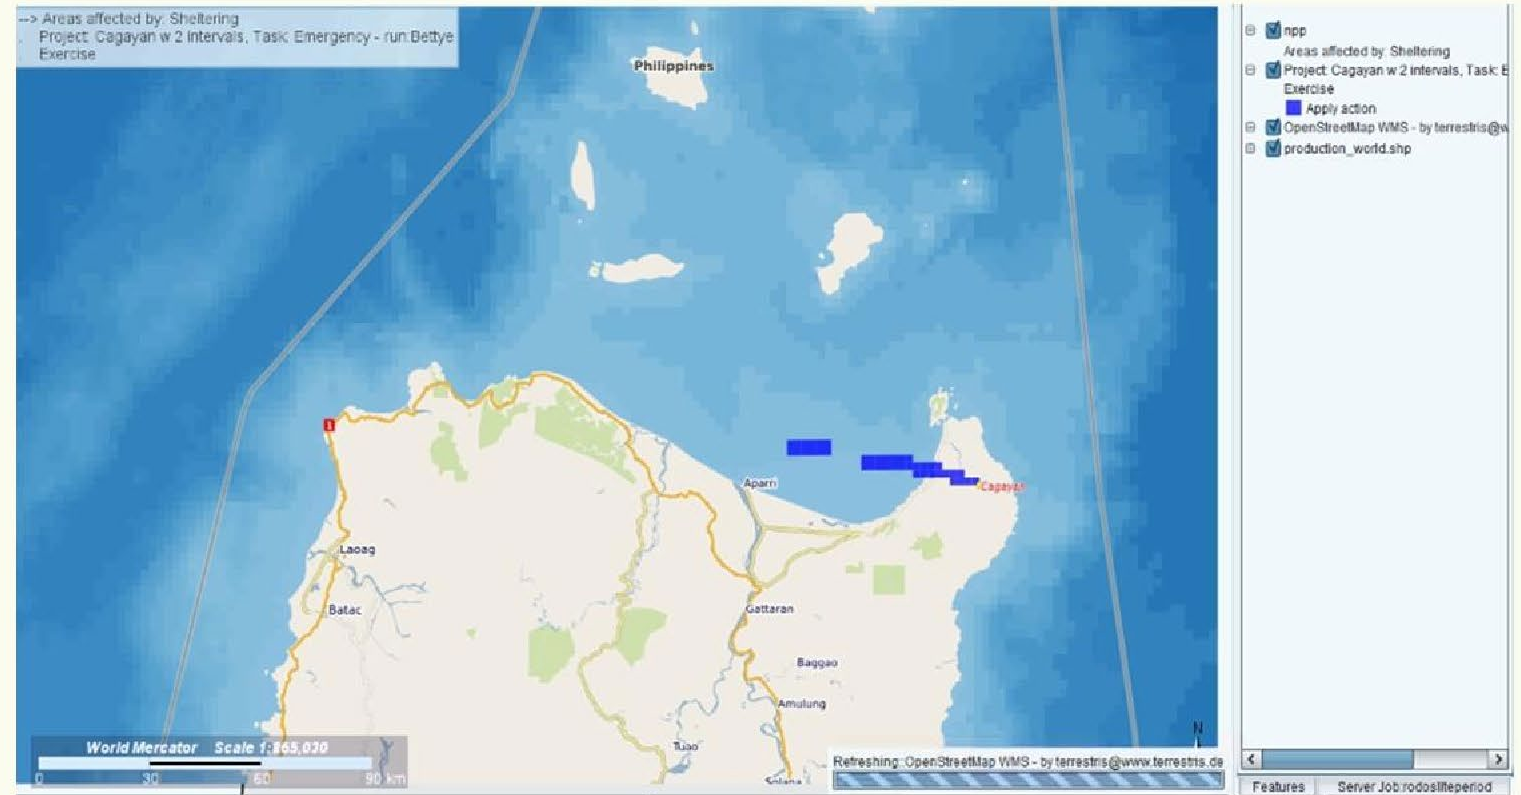 --> Areas affected by: Sheltering
. Project: Cagayan w 2 intervals, Task: Emergency - run:Bettye
. Exercise
Philippines
1
Aparri
Cagayan
Laoag
Batac
Gattaran
Baggao
Amulung
Tuao
Solana
World Mercator Scale 1:865,030
0 30 60 90 km
N
Refreshing: OpenStreetMap WMS - by terrestris@www.terrestris.de
npp
Areas affected by: Sheltering
Project: Cagayan w 2 intervals, Task: E
Exercise
Apply action
OpenStreetMap WMS - by terrestris@w
production_world.shp
Features
Server Job:rodoslliteperiod